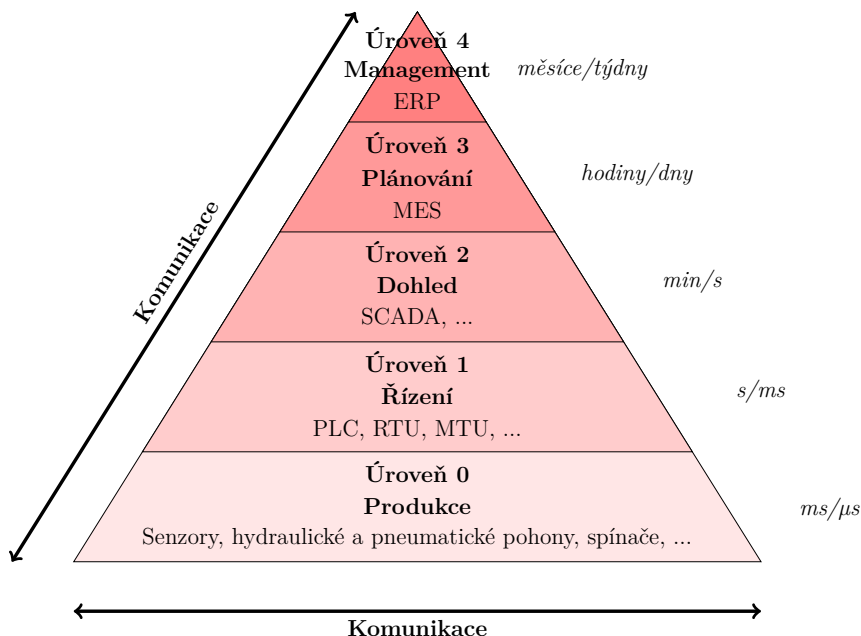 Úroveň 4
Management
ERP
měsíce/týdny
Úroveň 3
Plánování
MES
hodiny/dny
Komunikace
Úroveň 2
Dohled
SCADA, ...
min/s
Úroveň 1
Řízení
PLC, RTU, MTU, ...
s/ms
Úroveň 0
Produkce
Senzory, hydraulické a pneumatické pohony, spínače, ...
ms/μs
Komunikace